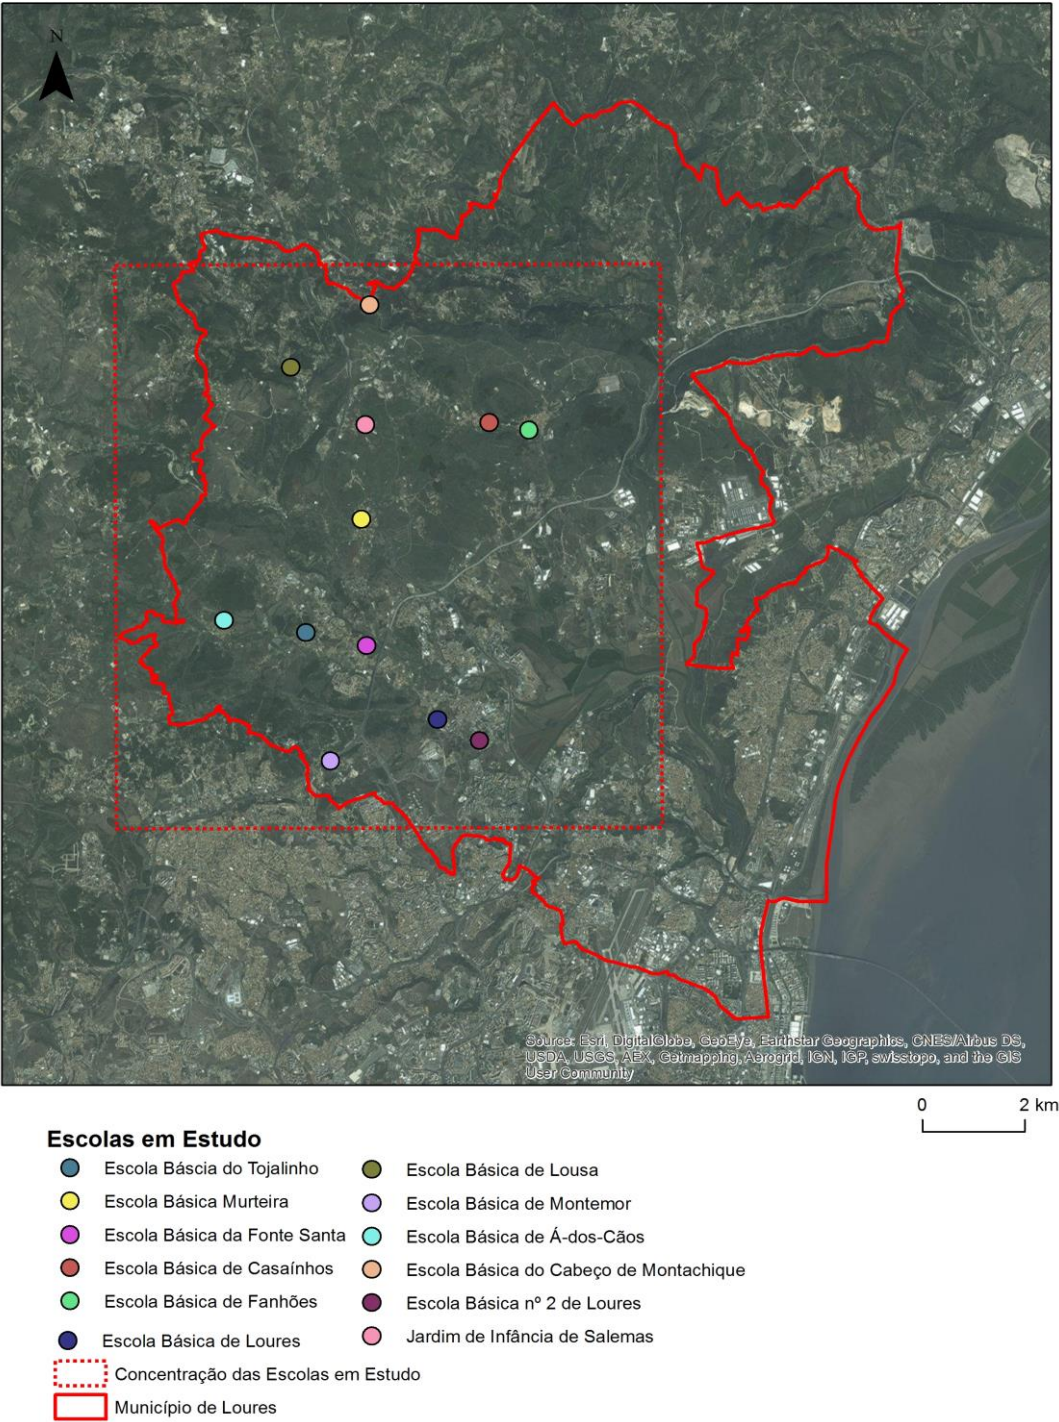 N
Source: Esri, DigitalGlobe, GeoEye, Earthstar Geographics, CNES/Airbus DS,
USDA, USGS, AEX, Getmapping, Aerogrid, IGN, IGP, swisstopo, and the GIS
User Community
0 2 km
Escolas em Estudo
Escola Báscia do Tojalinho
Escola Básica Murteira
Escola Básica da Fonte Santa
Escola Básica de Casaínhos
Escola Básica de Fanhões
Escola Básica de Loures
Escola Básica de Lousa
Escola Básica de Montemor
Escola Básica de Á-dos-Cãos
Escola Básica do Cabeço de Montachique
Escola Básica nº 2 de Loures
Jardim de Infância de Salemas
Concentração das Escolas em Estudo
Município de Loures